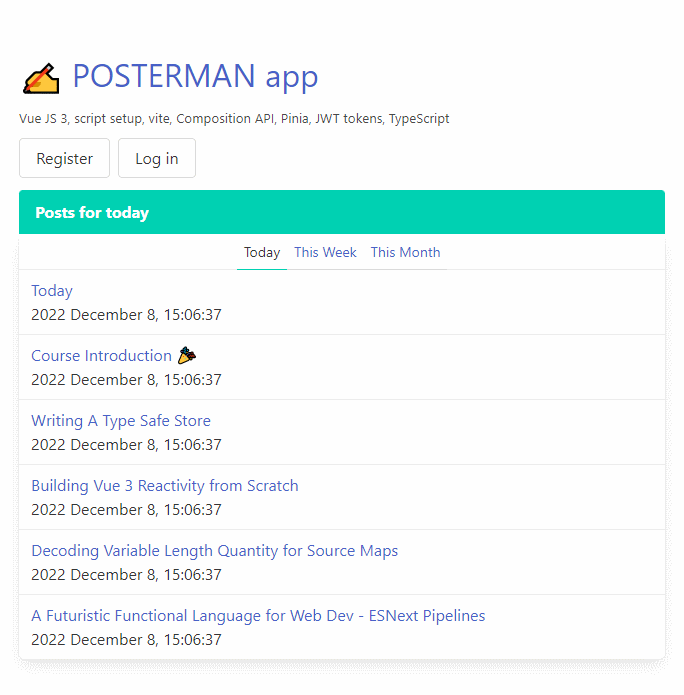 POSTERMAN app
Vue JS 3, script setup, vite, Composition API, Pinia, JWT tokens, TypeScript
Register Log in
Posts for today
Today This Week This Month
Today
2022 December 8, 15:06:37
Course Introduction
2022 December 8, 15:06:37
Writing A Type Safe Store
2022 December 8, 15:06:37
Building Vue 3 Reactivity from Scratch
2022 December 8, 15:06:37
Decoding Variable Length Quantity for Source Maps
2022 December 8, 15:06:37
A Futuristic Functional Language for Web Dev - ESNext Pipelines
2022 December 8, 15:06:37